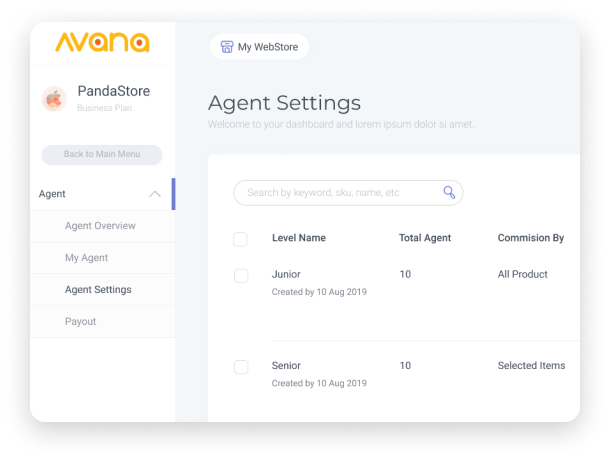 Avana
My WebStore
PandaStore
Business Plan
Back to Main Menu
Agent
Agent Overview
My Agent
Agent Settings
Payout
Agent Settings
Welcome to your dashboard and lorem ipsum dolor si amet.
Search by keyword, sku, name, etc
Level Name Total Agent Commision By
Junior 10 All Product
Created by 10 Aug 2019
Senior 10 Selected Items
Created by 10 Aug 2019